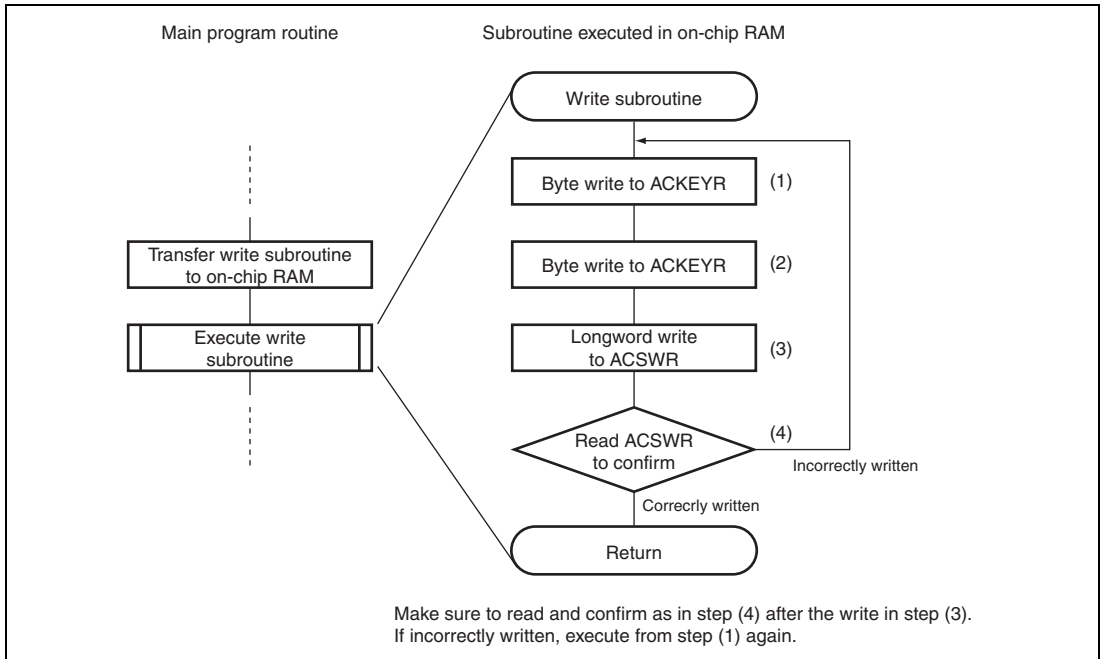 Main program routine
Subroutine executed in on-chip RAM
Write subroutine
Byte write to ACKEYR
(1)
Transfer write subroutine
to on-chip RAM
Byte write to ACKEYR
(2)
Execute write
subroutine
Longword write
to ACSWR
(3)
Read ACSWR
to confirm
(4)
Incorrectly written
Correcrly written
Return
Make sure to read and confirm as in step (4) after the write in step (3).
If incorrectly written, execute from step (1) again.